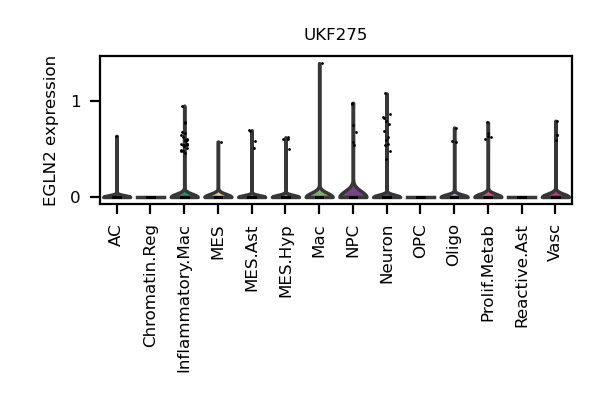 UKF275
EGLN2 expression
1
0
AC
Chromatin.Reg
Inflammatory.Mac
MES
MES.Ast
MES.Hyp
Mac
NPC
Neuron
OPC
Oligo
Prolif.Metab
Reactive.Ast
Vasc